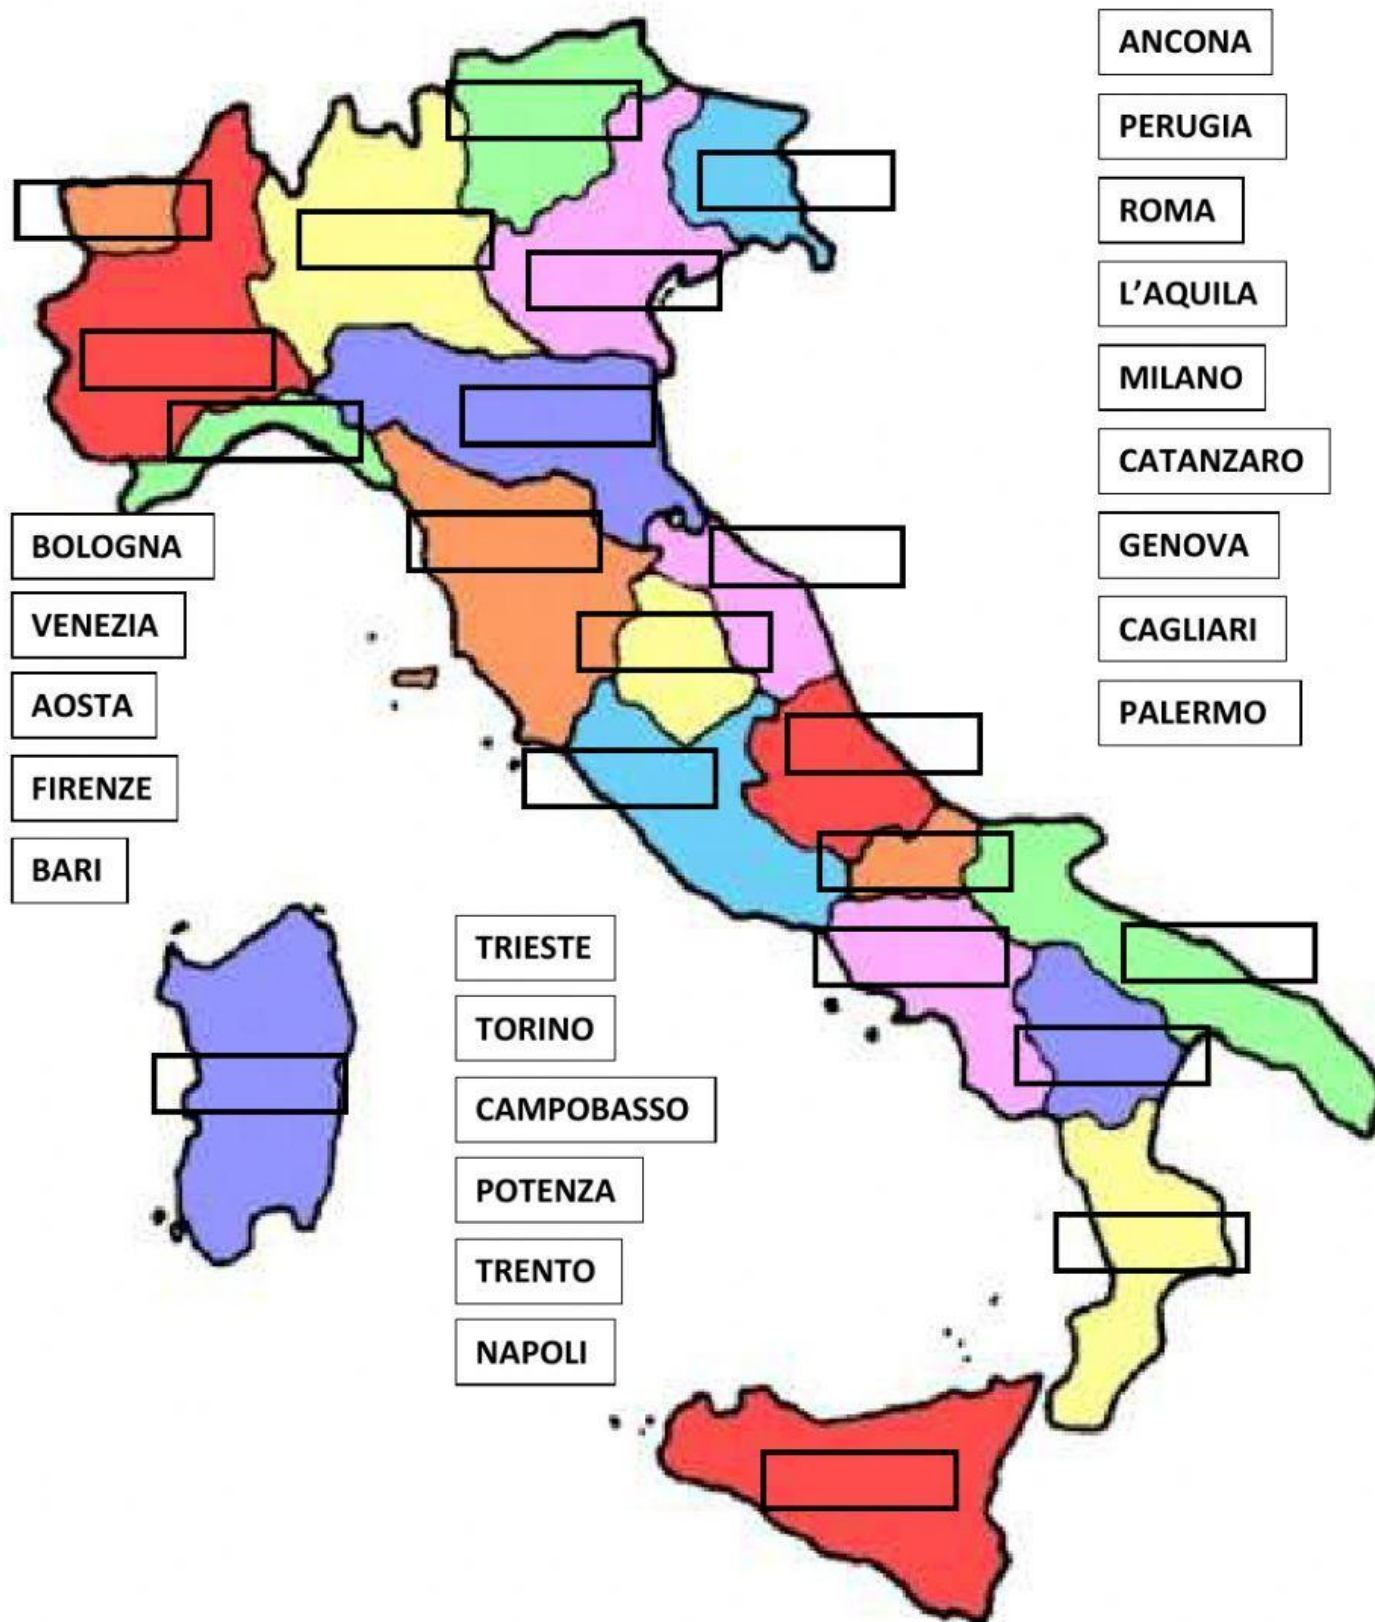 ANCONA
PERUGIA
ROMA
L'AQUILA
MILANO
CATANZARO
GENOVA
CAGLIARI
PALERMO
BOLOGNA
VENEZIA
AOSTA
FIRENZE
BARI
TRIESTE
TORINO
CAMPOBASSO
POTENZA
TRENTO
NAPOLI